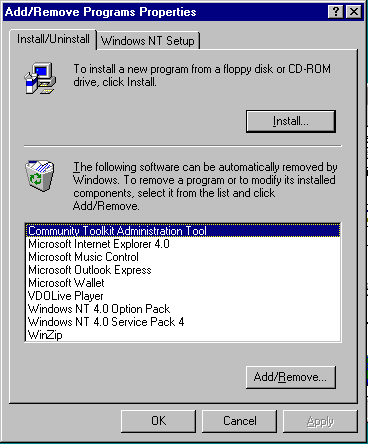 Add/Remove Programs Properties
Install/Uninstall
Windows NT Setup
To install a new program from a floppy disk or CD-ROM
drive, click Install.
Install...
The following software can be automatically removed by
Windows. To remove a program or to modify its installed
components, select it from the list and click
Add/Remove.
Community Toolkit Administration Tool
Microsoft Internet Explorer 4.0
Microsoft Music Control
Microsoft Outlook Express
Microsoft Wallet
VDOLive Player
Windows NT 4.0 Option Pack
Windows NT 4.0 Service Pack 4
WinZip
Add/Remove...
OK
Cancel
Apply